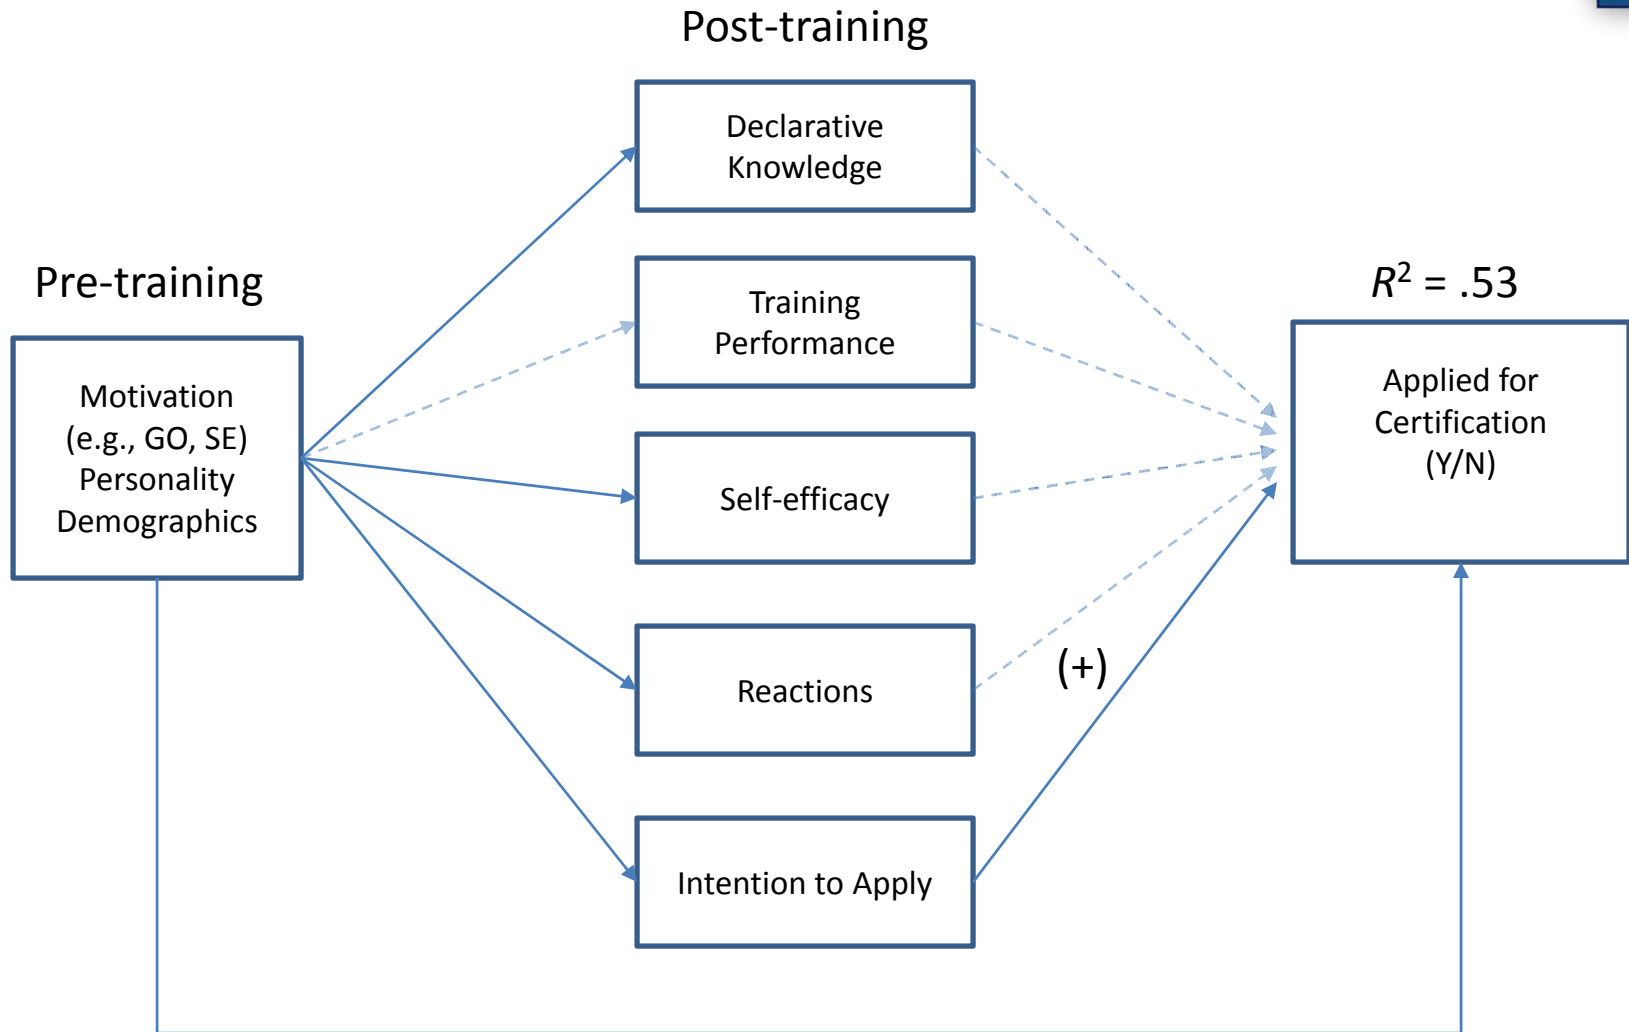 Post-training
Declarative
Knowledge
Pre-training
Training
Performance
R² = .53
Motivation
(e.g., GO, SE)
Personality
Demographics
Applied for
Certification
(Y/N)
Self-efficacy
Reactions
(+)
Intention to Apply